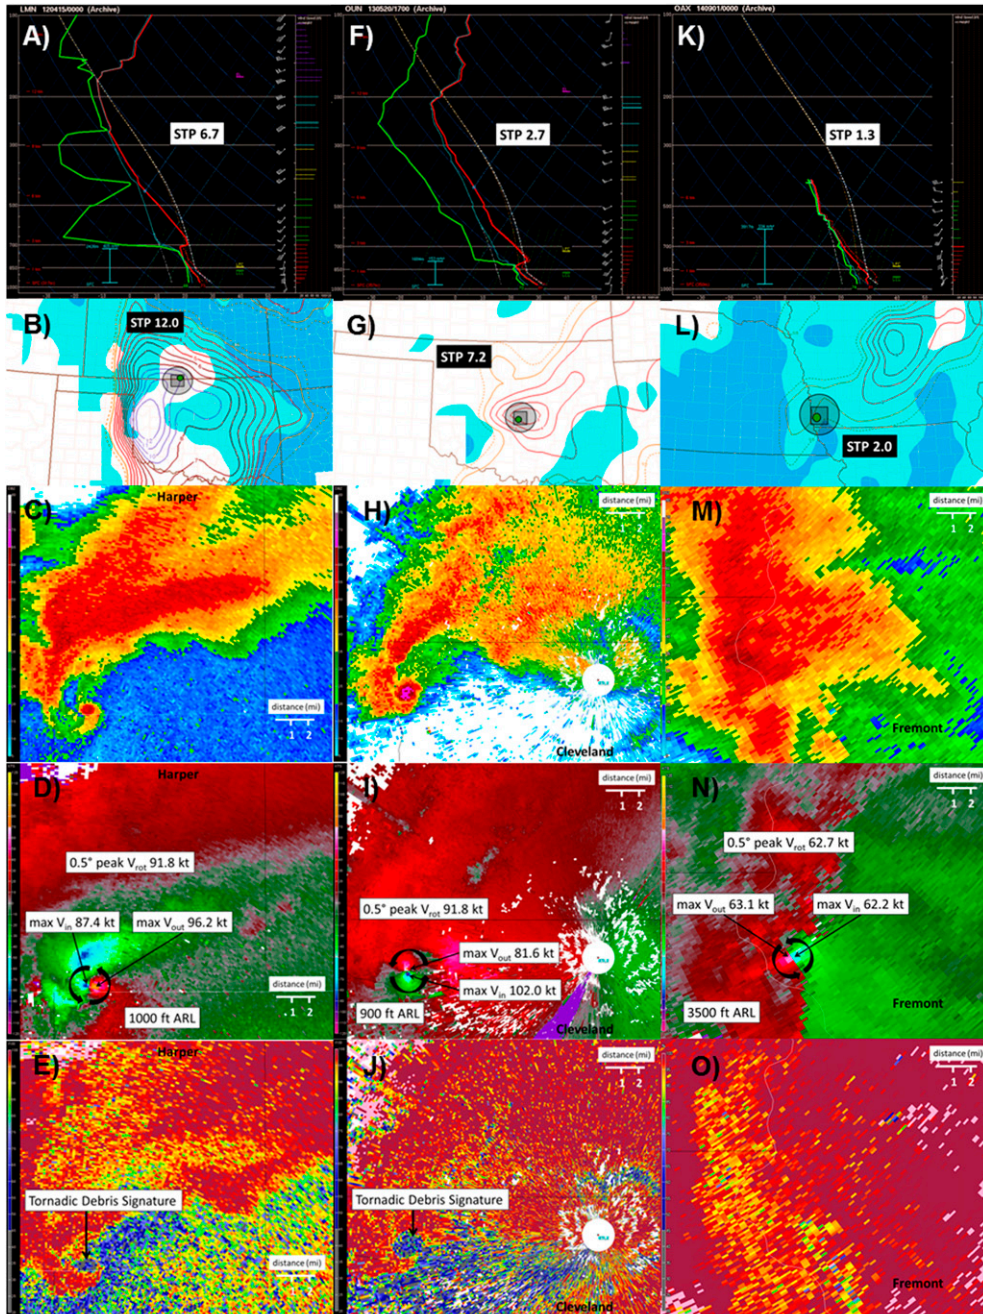 LMN 120415/0000 (Archive)
OUN 130520/1700 (Archive)
OAX 140901/0000 (Archive)
A)
F)
K)
STP 6.7
STP 2.7
STP 1.3
B)
G)
L)
STP 12.0
STP 7.2
STP 2.0
C)
Harper
distance (mi)
1 2
H)
distance (mi)
1 2
Cleveland
M)
distance (mi)
1 2
Fremont
D)
Harper
0.5° peak Vrot 91.8 kt
max Vin 87.4 kt
max Vout 96.2 kt
distance (mi)
1 2
1000 ft ARL
I)
distance (mi)
1 2
0.5° peak Vrot 91.8 kt
max Vout 81.6 kt
max Vin 102.0 kt
900 ft ARL
Cleveland
N)
distance (mi)
1 2
0.5° peak Vrot 62.7 kt
max Vout 63.1 kt
max Vin 62.2 kt
3500 ft ARL
Fremont
E)
Harper
Tornadic Debris Signature
distance (mi)
1 2
J)
distance (mi)
1 2
Tornadic Debris Signature
Cleveland
O)
distance (mi)
1 2
Fremont